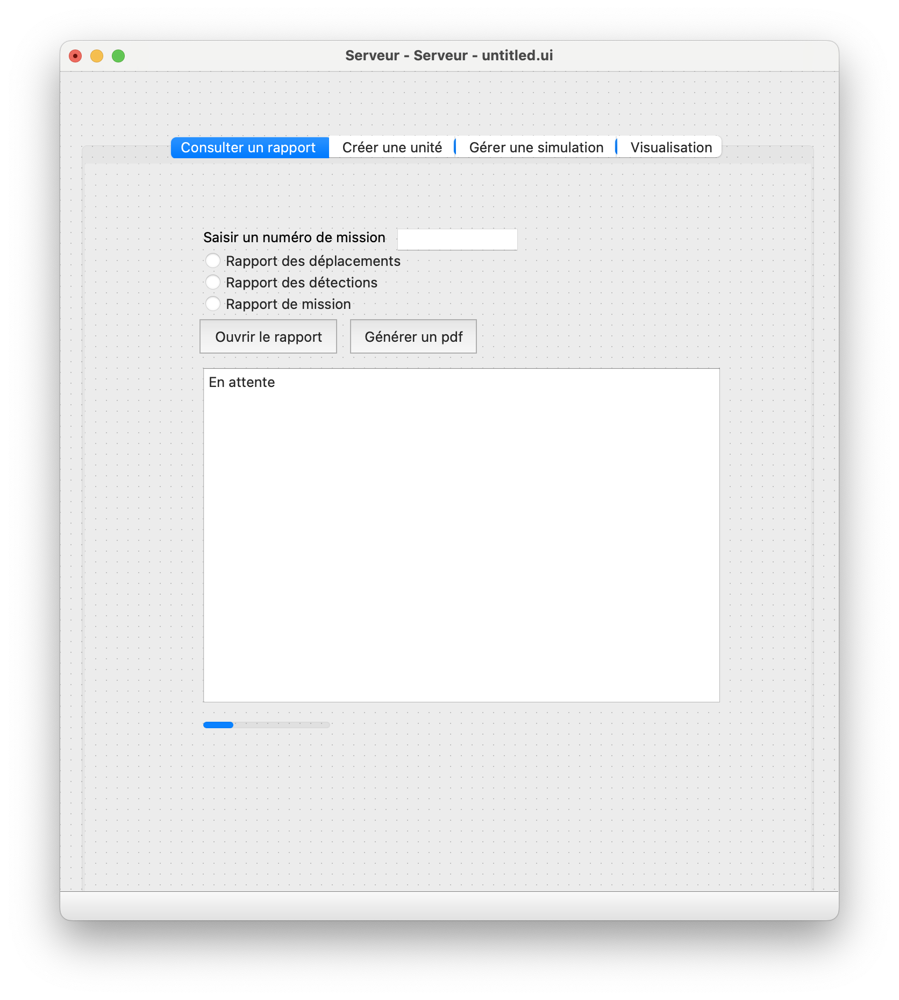 Serveur - Serveur - untitled.ui
Consulter un rapport Créer une unité Gérer une simulation Visualisation
Saisir un numéro de mission
Rapport des déplacements
Rapport des détections
Rapport de mission
Ouvrir le rapport Générer un pdf
En attente